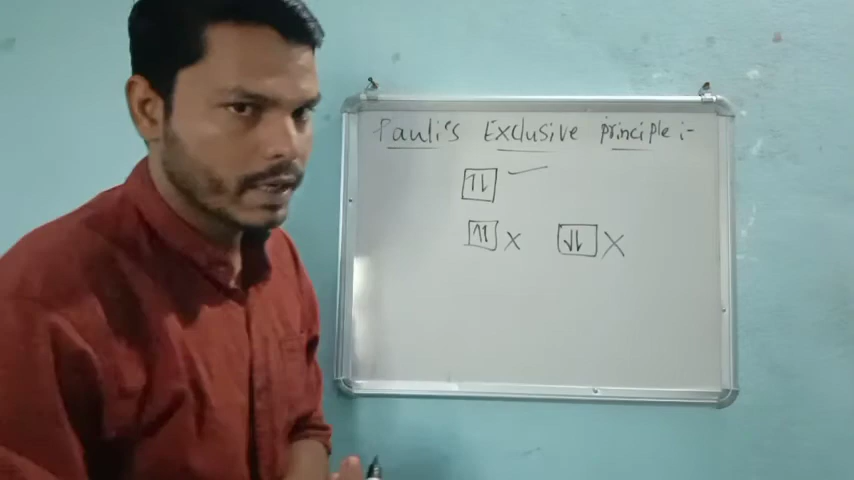 Pauli's Exclusive principle :-
↑↓ ✓
↑↑ X ↓↓ X